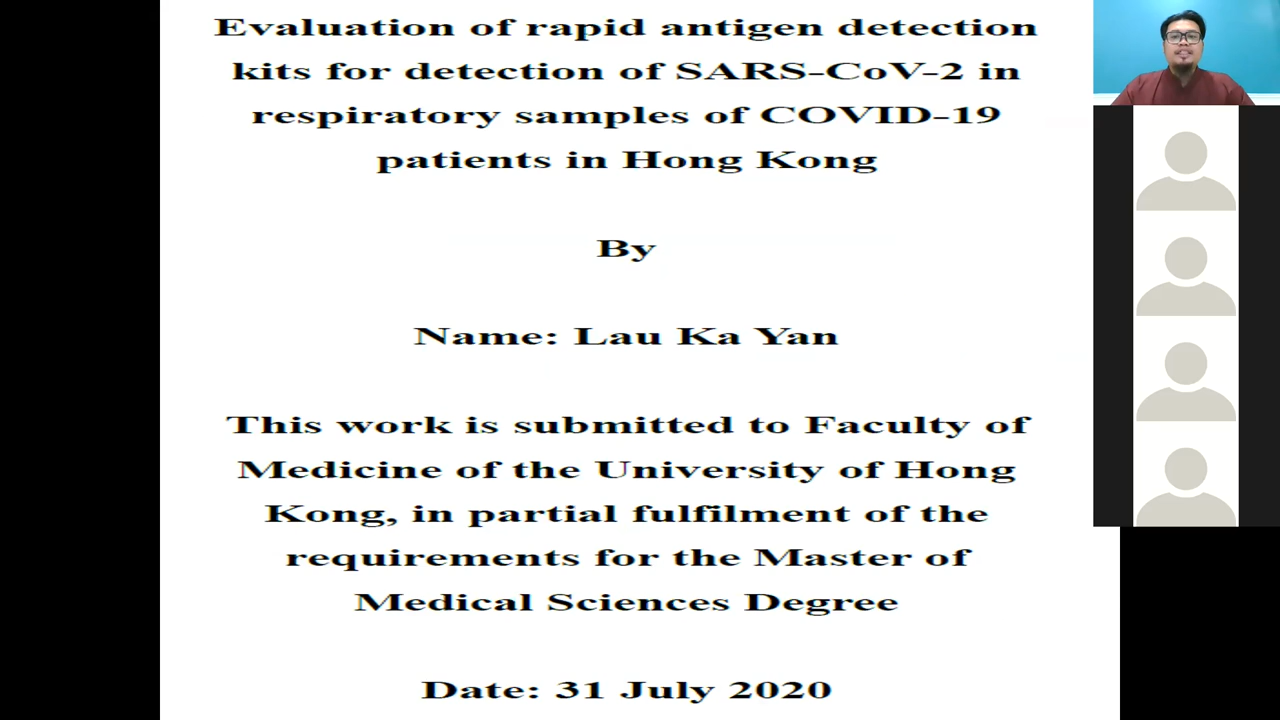 Evaluation of rapid antigen detection
kits for detection of SARS-CoV-2 in
respiratory samples of COVID-19
patients in Hong Kong
By
Name: Lau Ka Yan
This work is submitted to Faculty of
Medicine of the University of Hong
Kong, in partial fulfilment of the
requirements for the Master of
Medical Sciences Degree
Date: 31 July 2020